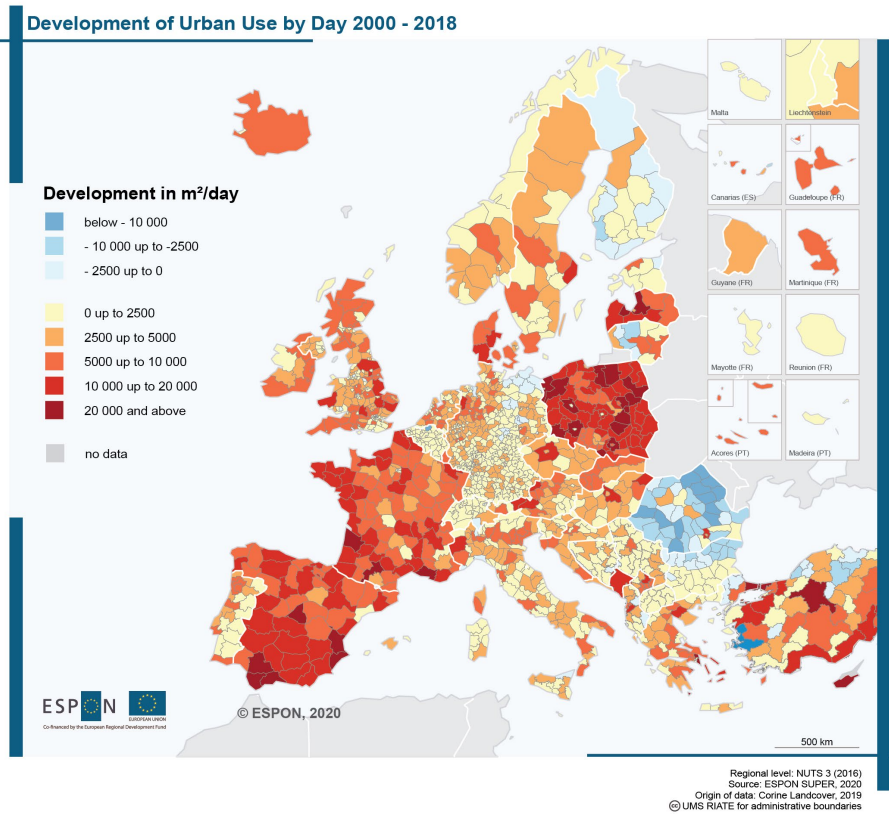 Development of Urban Use by Day 2000 - 2018
Malta
Liechtenstein
Canarias (ES)
Guadeloupe (FR)
Guyane (FR)
Martinique (FR)
Mayotte (FR)
Reunion (FR)
Acores (PT)
Madeira (PT)
Development in m²/day
below - 10 000
- 10 000 up to -2500
- 2500 up to 0
0 up to 2500
2500 up to 5000
5000 up to 10 000
10 000 up to 20 000
20 000 and above
no data
ESPON
EUROPEAN UNION
Co-financed by the European Regional Development Fund
© ESPON, 2020
500 km
Regional level: NUTS 3 (2016)
Source: ESPON SUPER, 2020
Origin of data: Corine Landcover, 2019
(cc) UMS RIATE for administrative boundaries